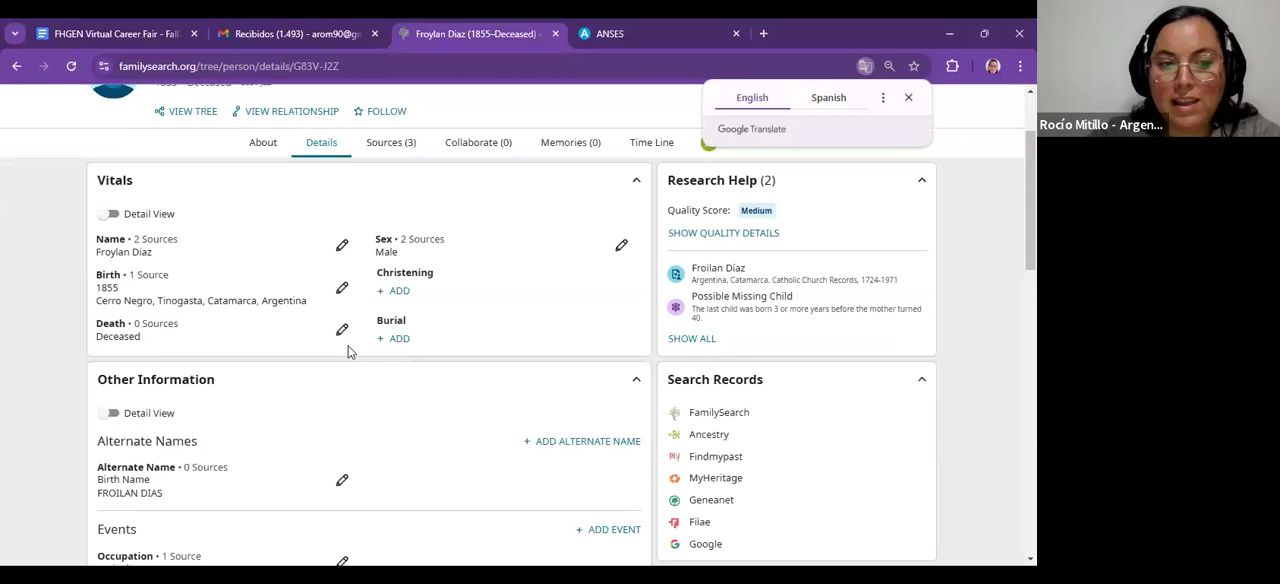 FHGEN Virtual Career Fair - Fall
Recibidos (1.493) - arom90@gm
Froylan Diaz (1855–Deceased)
ANSES
familysearch.org/tree/person/details/G83V-J2Z
1855 - Deceased
VIEW TREE
VIEW RELATIONSHIP
FOLLOW
English
Spanish
Google Translate
About
Details
Sources (3)
Collaborate (0)
Memories (0)
Time Line
Vitals
Detail View
Name • 2 Sources
Froylan Diaz
Sex • 2 Sources
Male
Birth • 1 Source
1855
Cerro Negro, Tinogasta, Catamarca, Argentina
Christening
+ ADD
Death • 0 Sources
Deceased
Burial
+ ADD
Other Information
Detail View
Alternate Names
+ ADD ALTERNATE NAME
Alternate Name • 0 Sources
Birth Name
FROILAN DIAS
Events
+ ADD EVENT
Occupation • 1 Source
Research Help (2)
Quality Score: Medium
SHOW QUALITY DETAILS
Froilan Díaz
Argentina, Catamarca, Catholic Church Records, 1724-1971
Possible Missing Child
The last child was born 3 or more years before the mother turned
40.
SHOW ALL
Search Records
FamilySearch
Ancestry
Findmypast
MyHeritage
Geneanet
Filae
Google
Rocío Mitillo - Argen...